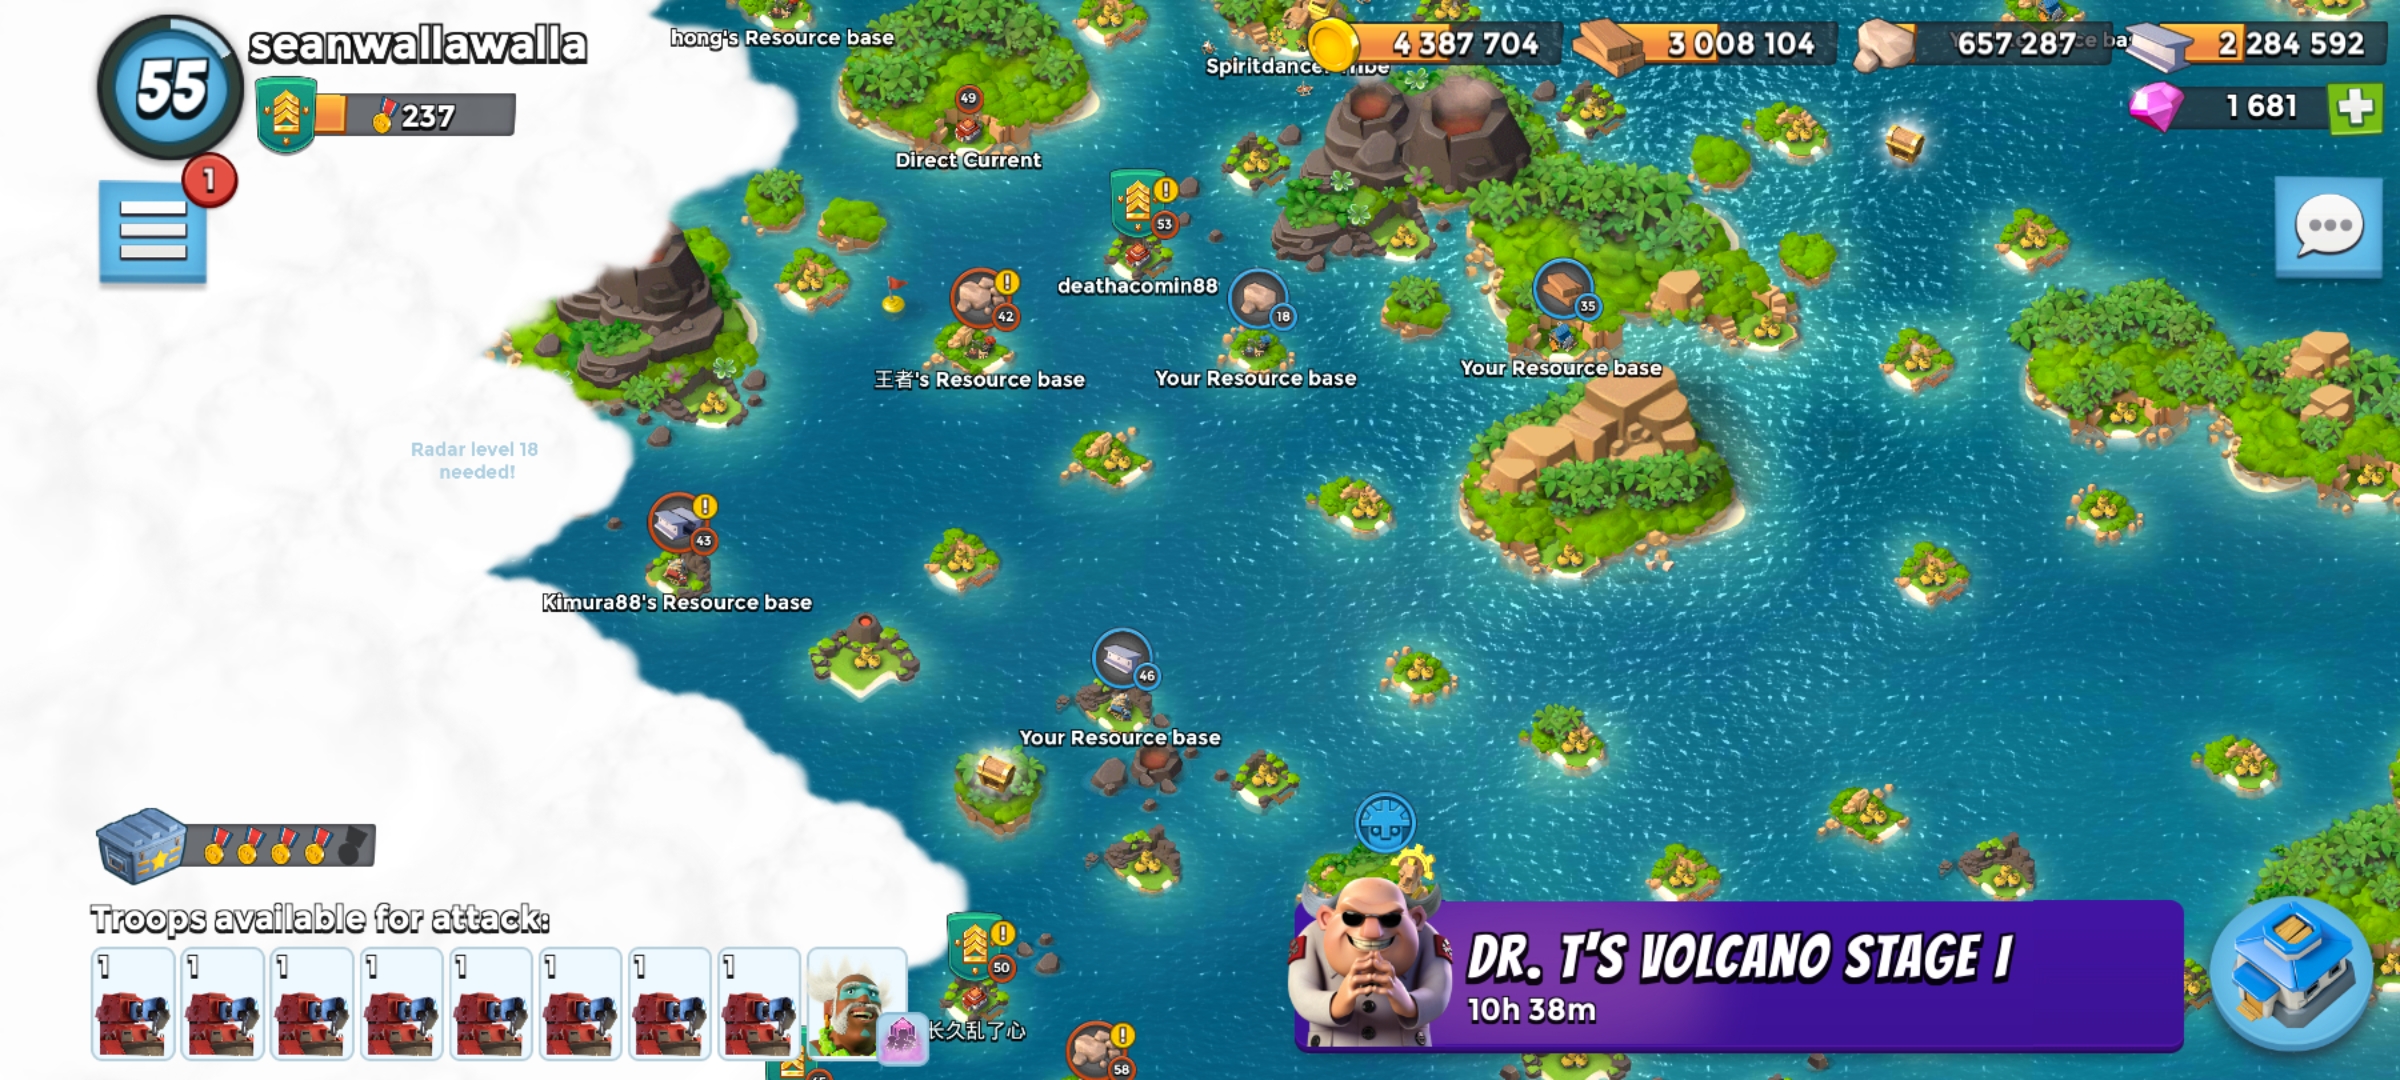 55
seanwallawalla
237
1
hong's Resource base
4 387 704
3 008 104
657 287
2 284 592
1 681
49
Direct Current
53
deathacomin88
42
王者's Resource base
18
Your Resource base
35
Your Resource base
Radar level 18
needed!
43
Kimura88's Resource base
46
Your Resource base
Troops available for attack:
1
1
1
1
1
1
1
1
50
长久乱了心
58
DR. T'S VOLCANO STAGE I
10h 38m